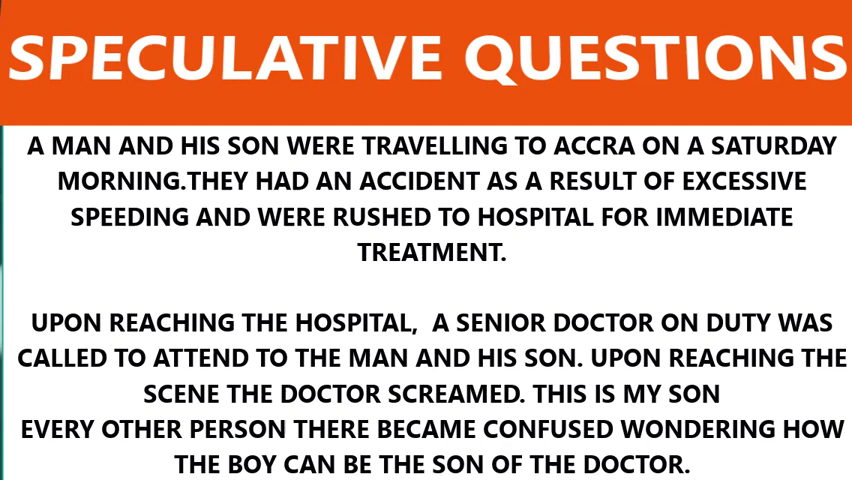 SPECULATIVE QUESTIONS
A MAN AND HIS SON WERE TRAVELLING TO ACCRA ON A SATURDAY
MORNING.THEY HAD AN ACCIDENT AS A RESULT OF EXCESSIVE
SPEEDING AND WERE RUSHED TO HOSPITAL FOR IMMEDIATE
TREATMENT.
UPON REACHING THE HOSPITAL, A SENIOR DOCTOR ON DUTY WAS
CALLED TO ATTEND TO THE MAN AND HIS SON. UPON REACHING THE
SCENE THE DOCTOR SCREAMED. THIS IS MY SON
EVERY OTHER PERSON THERE BECAME CONFUSED WONDERING HOW
THE BOY CAN BE THE SON OF THE DOCTOR.